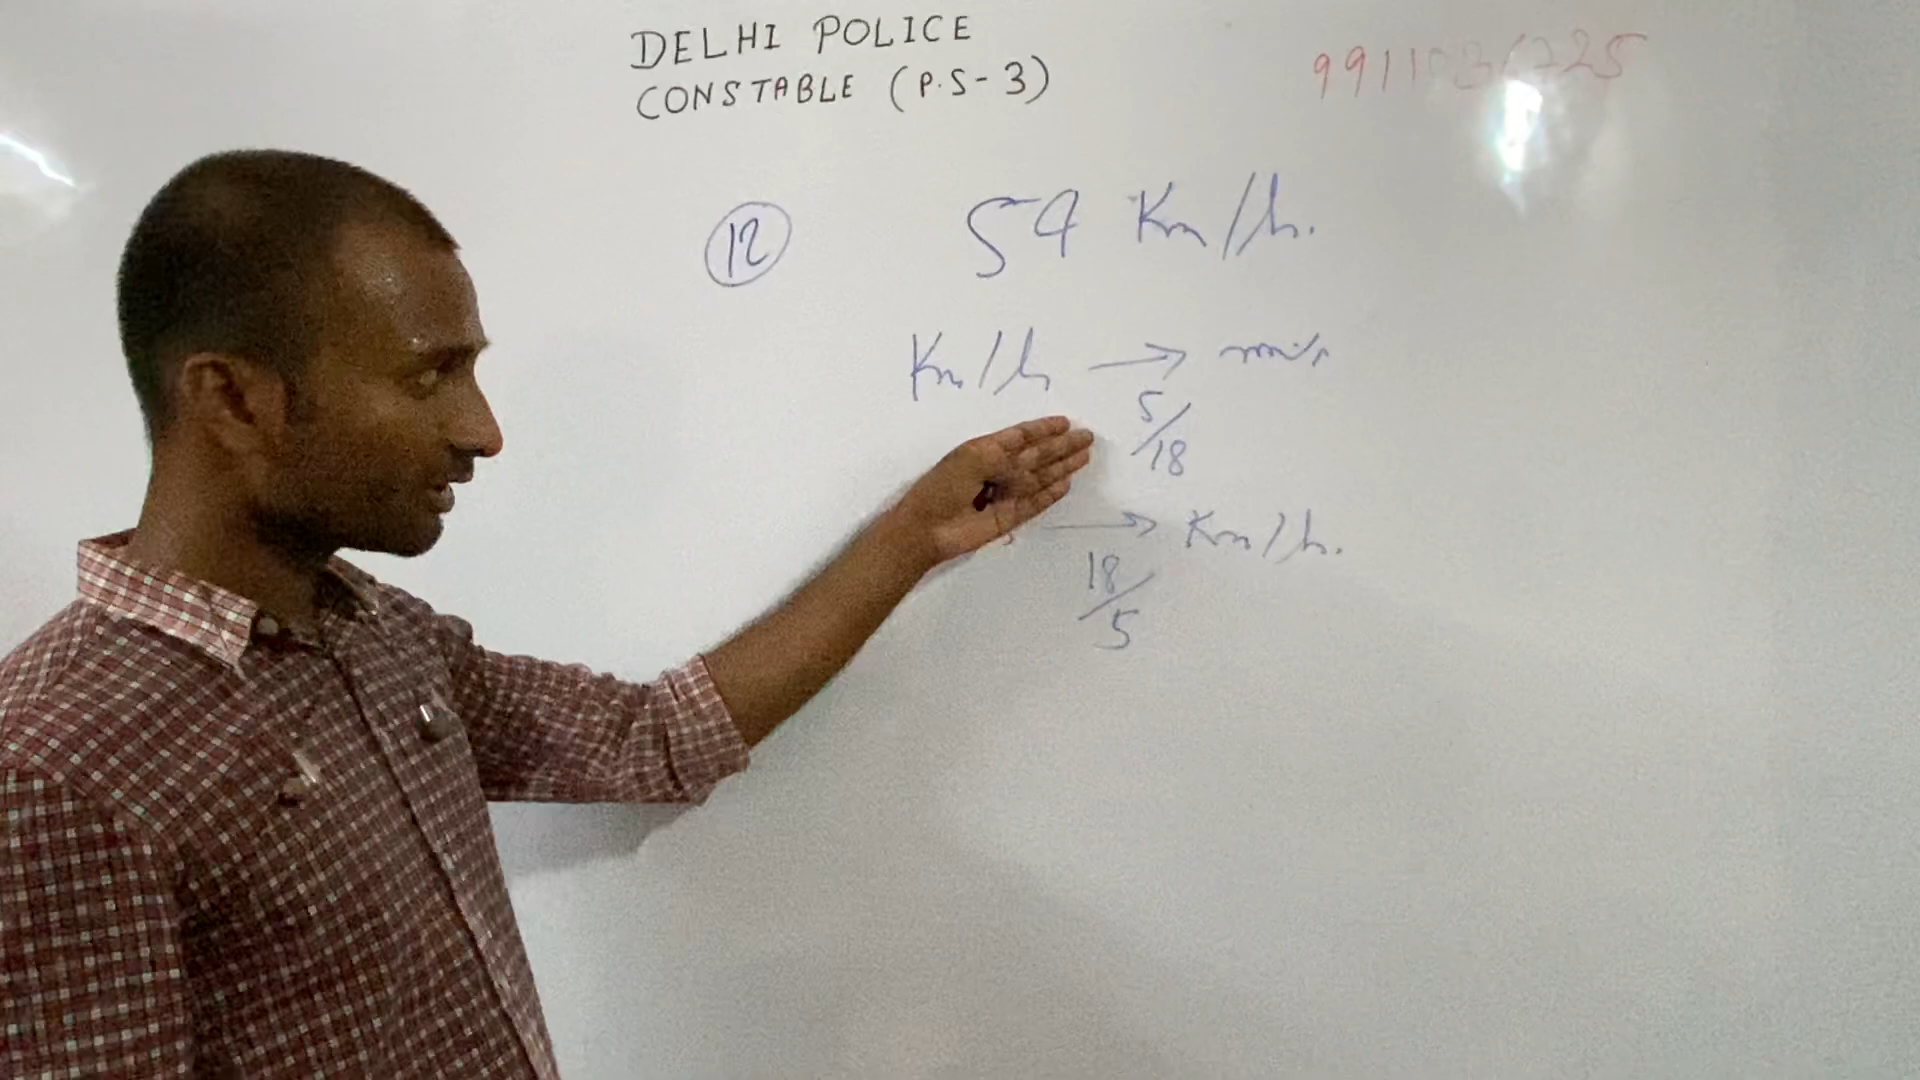 DELHI POLICE
CONSTABLE (P.S-3)
12
54 Km/h.
Km/h → m/s
5/18
→ Km/h.
18/5